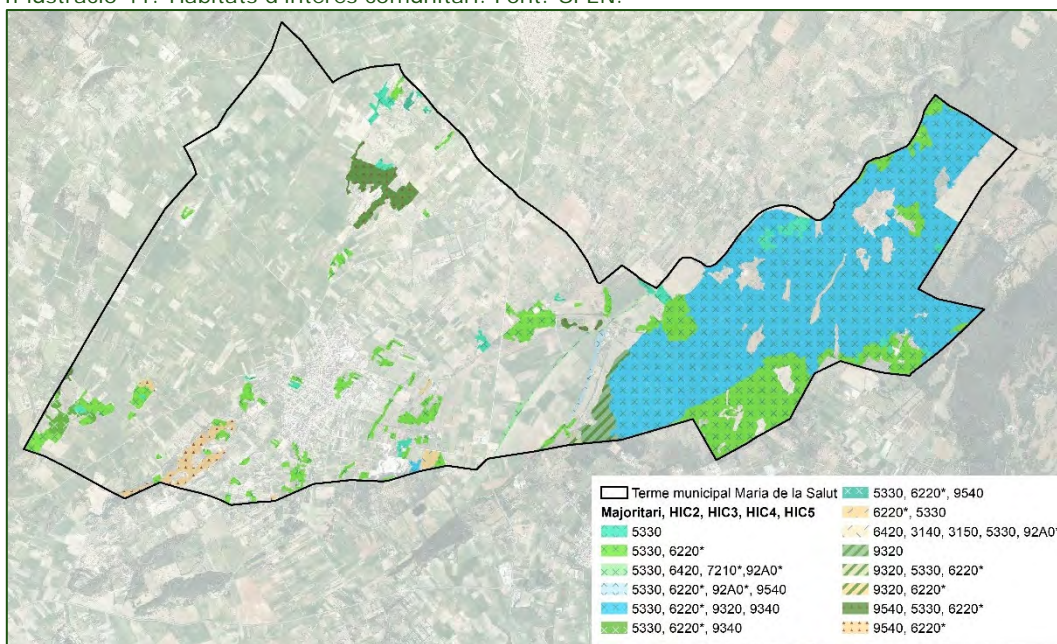 Il·lustració 41. Hàbitats d'interès comunitari. Font: GPEN.
Terme municipal Maria de la Salut
Majoritari, HIC2, HIC3, HIC4, HIC5
5330
5330, 6220*
5330, 6420, 7210*,92A0*
5330, 6220*, 92A0*, 9540
5330, 6220*, 9320, 9340
5330, 6220*, 9340
5330, 6220*, 9540
6220*, 5330
6420, 3140, 3150, 5330, 92A0*
9320
9320, 5330, 6220*
9320, 6220*
9540, 5330, 6220*
9540, 6220*